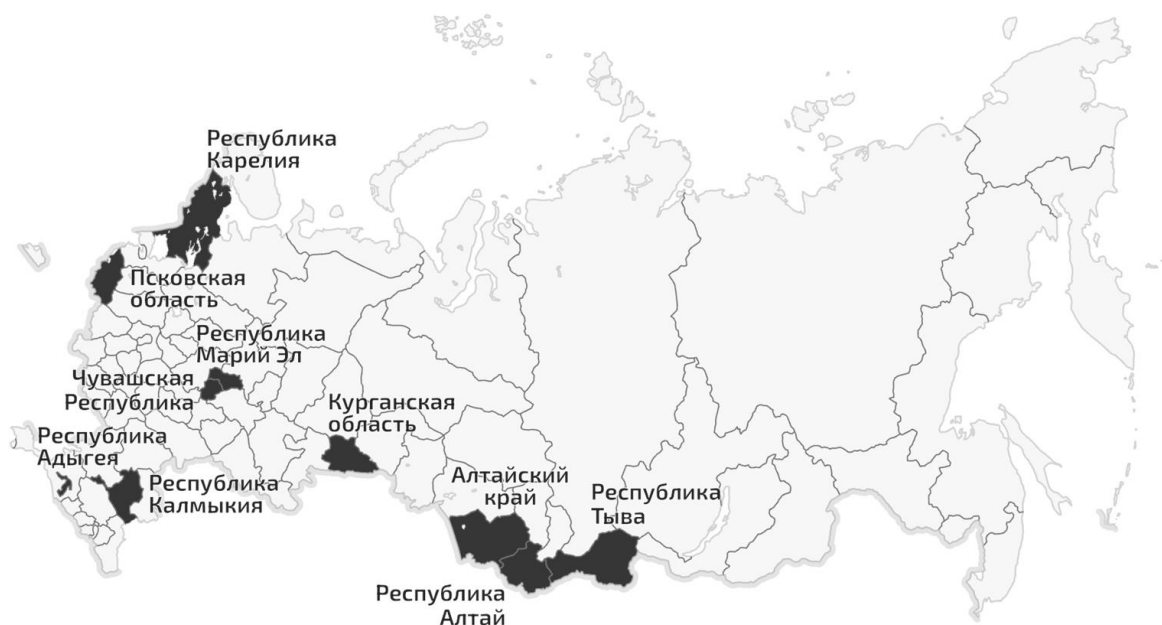 Республика
Карелия
Псковская
область
Республика
Марий Эл
Чувашская
Республика
Курганская
область
Республика
Адыгея
Республика
Калмыкия
Алтайский
край
Республика
Тыва
Республика
Алтай